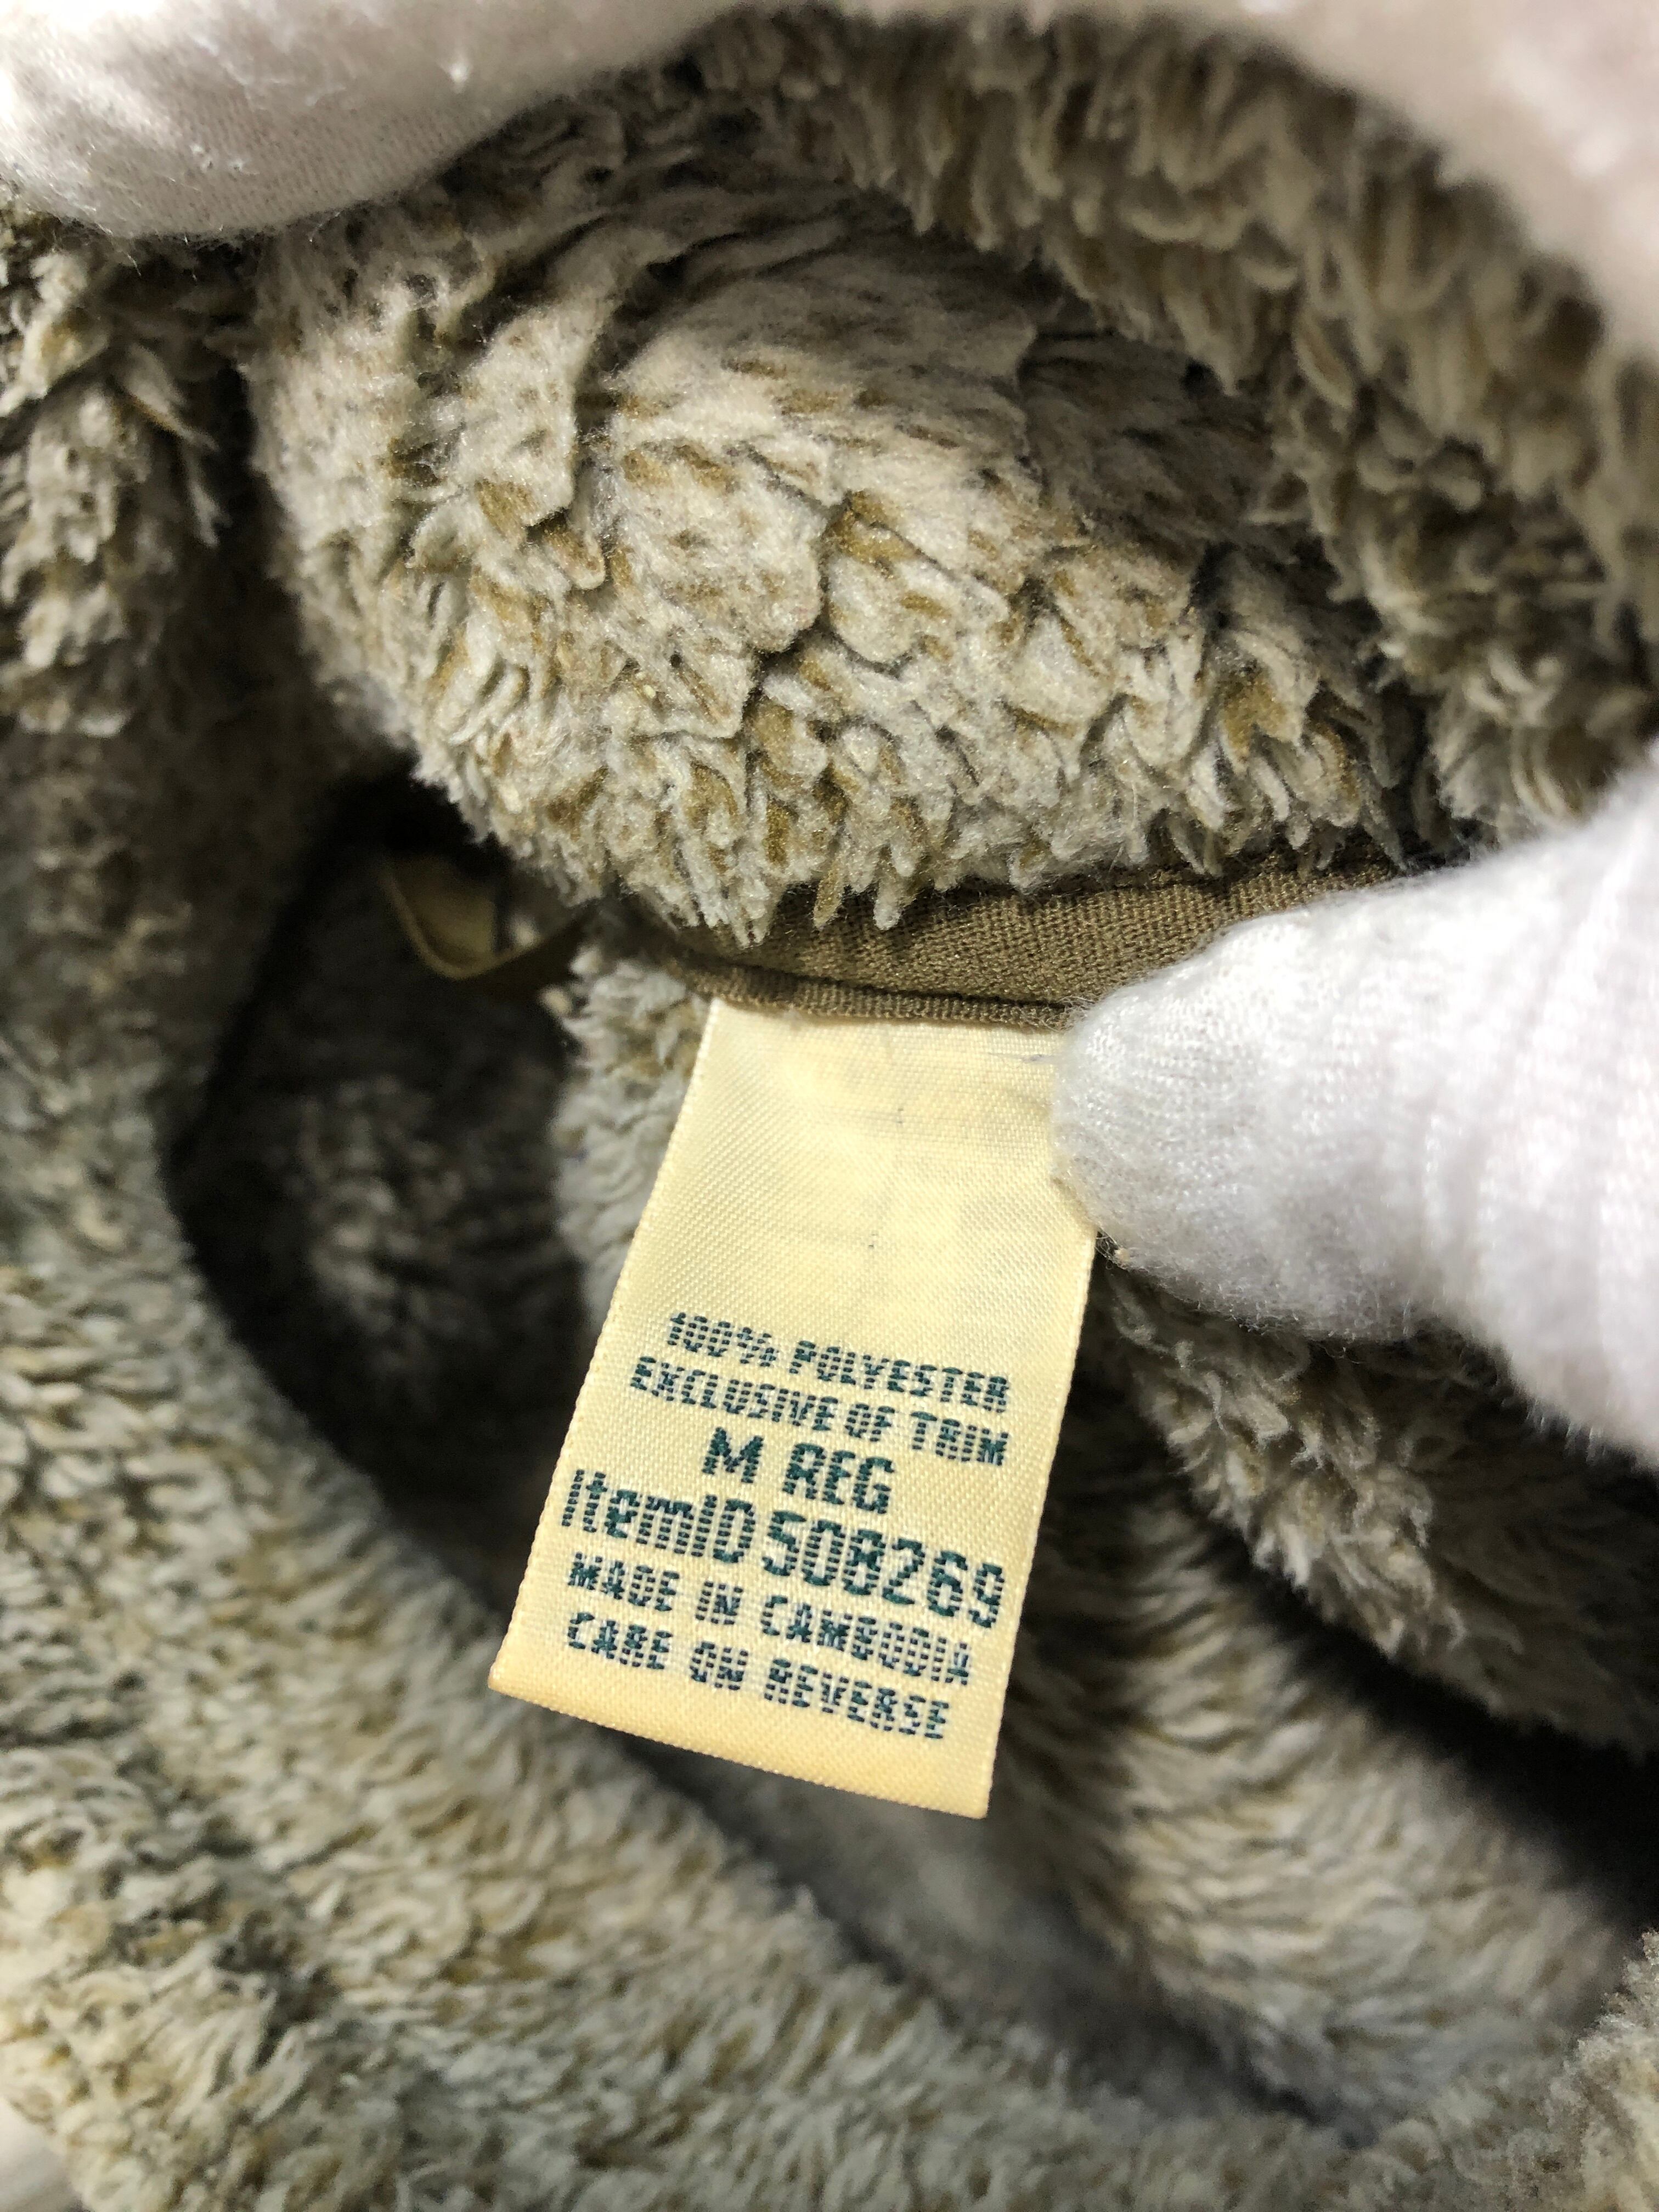 100% POLYESTER
EXCLUSIVE OF TRIM
M REG
ItemID 508269
MADE IN CAMBODIA
CARE ON REVERSE